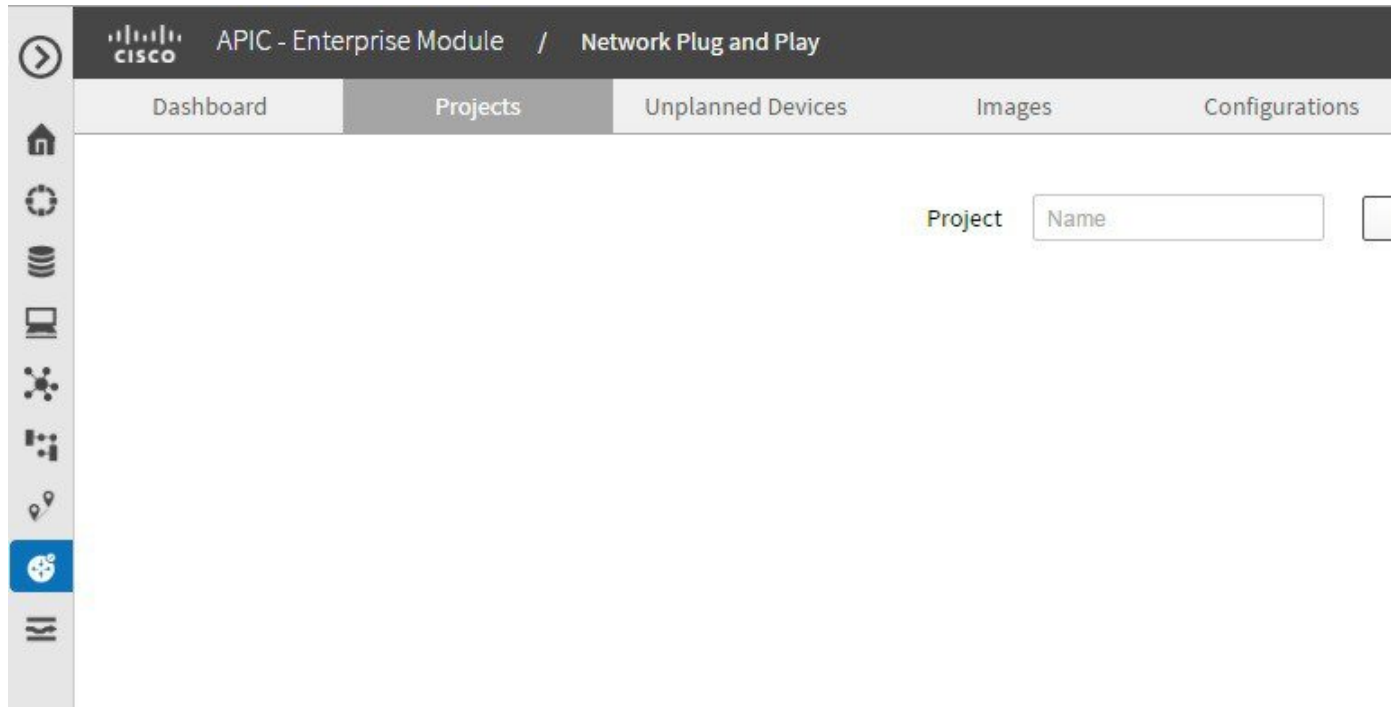 CISCO APIC - Enterprise Module / Network Plug and Play
Dashboard Projects Unplanned Devices Images Configurations
Project Name